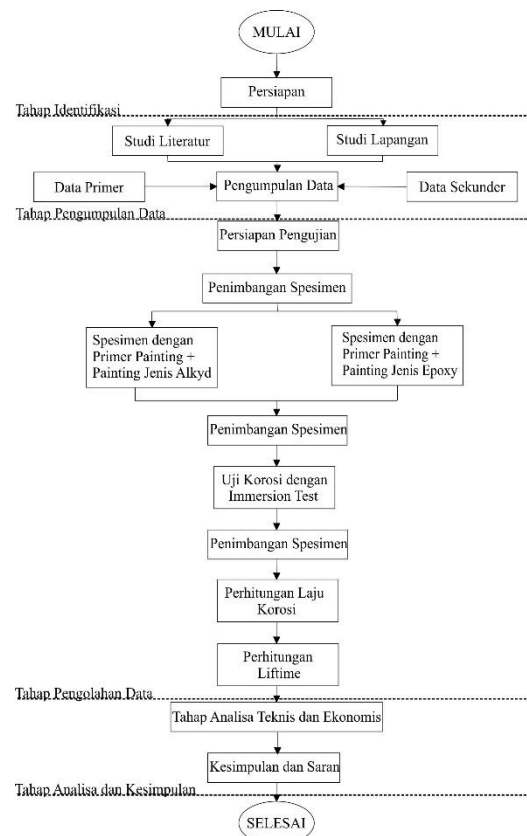 MULAI
Persiapan
Tahap Identifikasi
Studi Literatur
Studi Lapangan
Data Primer
Pengumpulan Data
Data Sekunder
Tahap Pengumpulan Data
Persiapan Pengujian
Penimbangan Spesimen
Spesimen dengan
Primer Painting +
Painting Jenis Alkyd
Spesimen dengan
Primer Painting +
Painting Jenis Epoxy
Penimbangan Spesimen
Uji Korosi dengan
Immersion Test
Penimbangan Spesimen
Perhitungan Laju
Korosi
Perhitungan
Liftime
Tahap Pengolahan Data
Tahap Analisa Teknis dan Ekonomis
Kesimpulan dan Saran
Tahap Analisa dan Kesimpulan
SELESAI